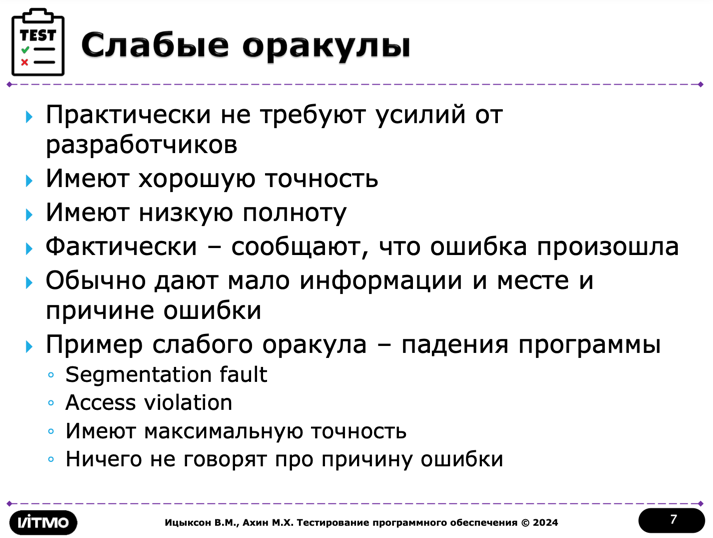 TEST
Слабые оракулы
Практически не требуют усилий от
разработчиков
Имеют хорошую точность
Имеют низкую полноту
Фактически – сообщают, что ошибка произошла
Обычно дают мало информации и месте и
причине ошибки
Пример слабого оракула – падения программы
Segmentation fault
Access violation
Имеют максимальную точность
Ничего не говорят про причину ошибки
ИТМО
Ицыксон В.М., Ахин М.Х. Тестирование программного обеспечения © 2024
7